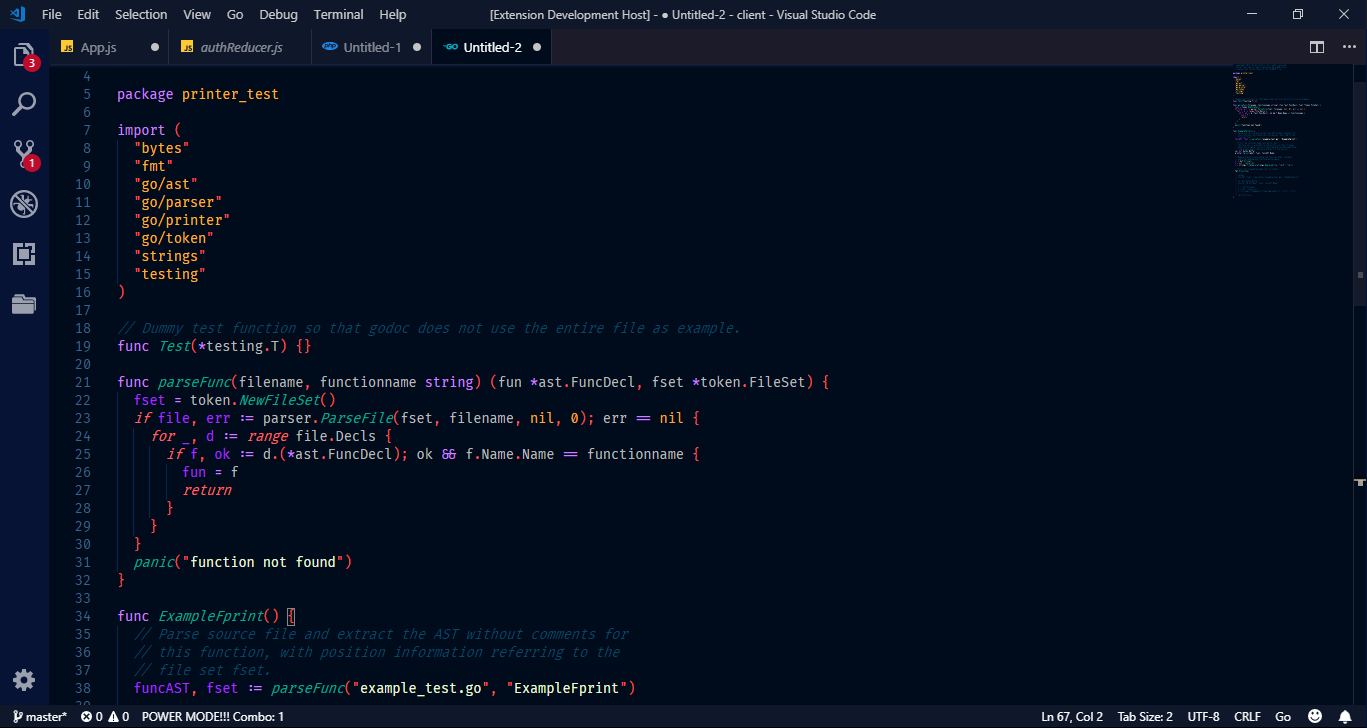 File Edit Selection View Go Debug Terminal Help [Extension Development Host] - ● Untitled-2 - client - Visual Studio Code
JS App.js ● JS authReducer.js php Untitled-1 ● GO Untitled-2 ●
3
1
4
5 package printer_test
6
7 import (
8 "bytes"
9 "fmt"
10 "go/ast"
11 "go/parser"
12 "go/printer"
13 "go/token"
14 "strings"
15 "testing"
16 )
17
18 // Dummy test function so that godoc does not use the entire file as example.
19 func Test(*testing.T) {}
20
21 func parseFunc(filename, functionname string) (fun *ast.FuncDecl, fset *token.FileSet) {
22 fset = token.NewFileSet()
23 if file, err := parser.ParseFile(fset, filename, nil, 0); err == nil {
24 for _, d := range file.Decls {
25 if f, ok := d.(*ast.FuncDecl); ok && f.Name.Name == functionname {
26 fun = f
27 return
28 }
29 }
30 }
31 panic("function not found")
32 }
33
34 func ExampleFprint() {
35 // Parse source file and extract the AST without comments for
36 // this function, with position information referring to the
37 // file set fset.
38 funcAST, fset := parseFunc("example_test.go", "ExampleFprint")
master* 0 0 POWER MODE!!! Combo: 1 Ln 67, Col 2 Tab Size: 2 UTF-8 CRLF Go